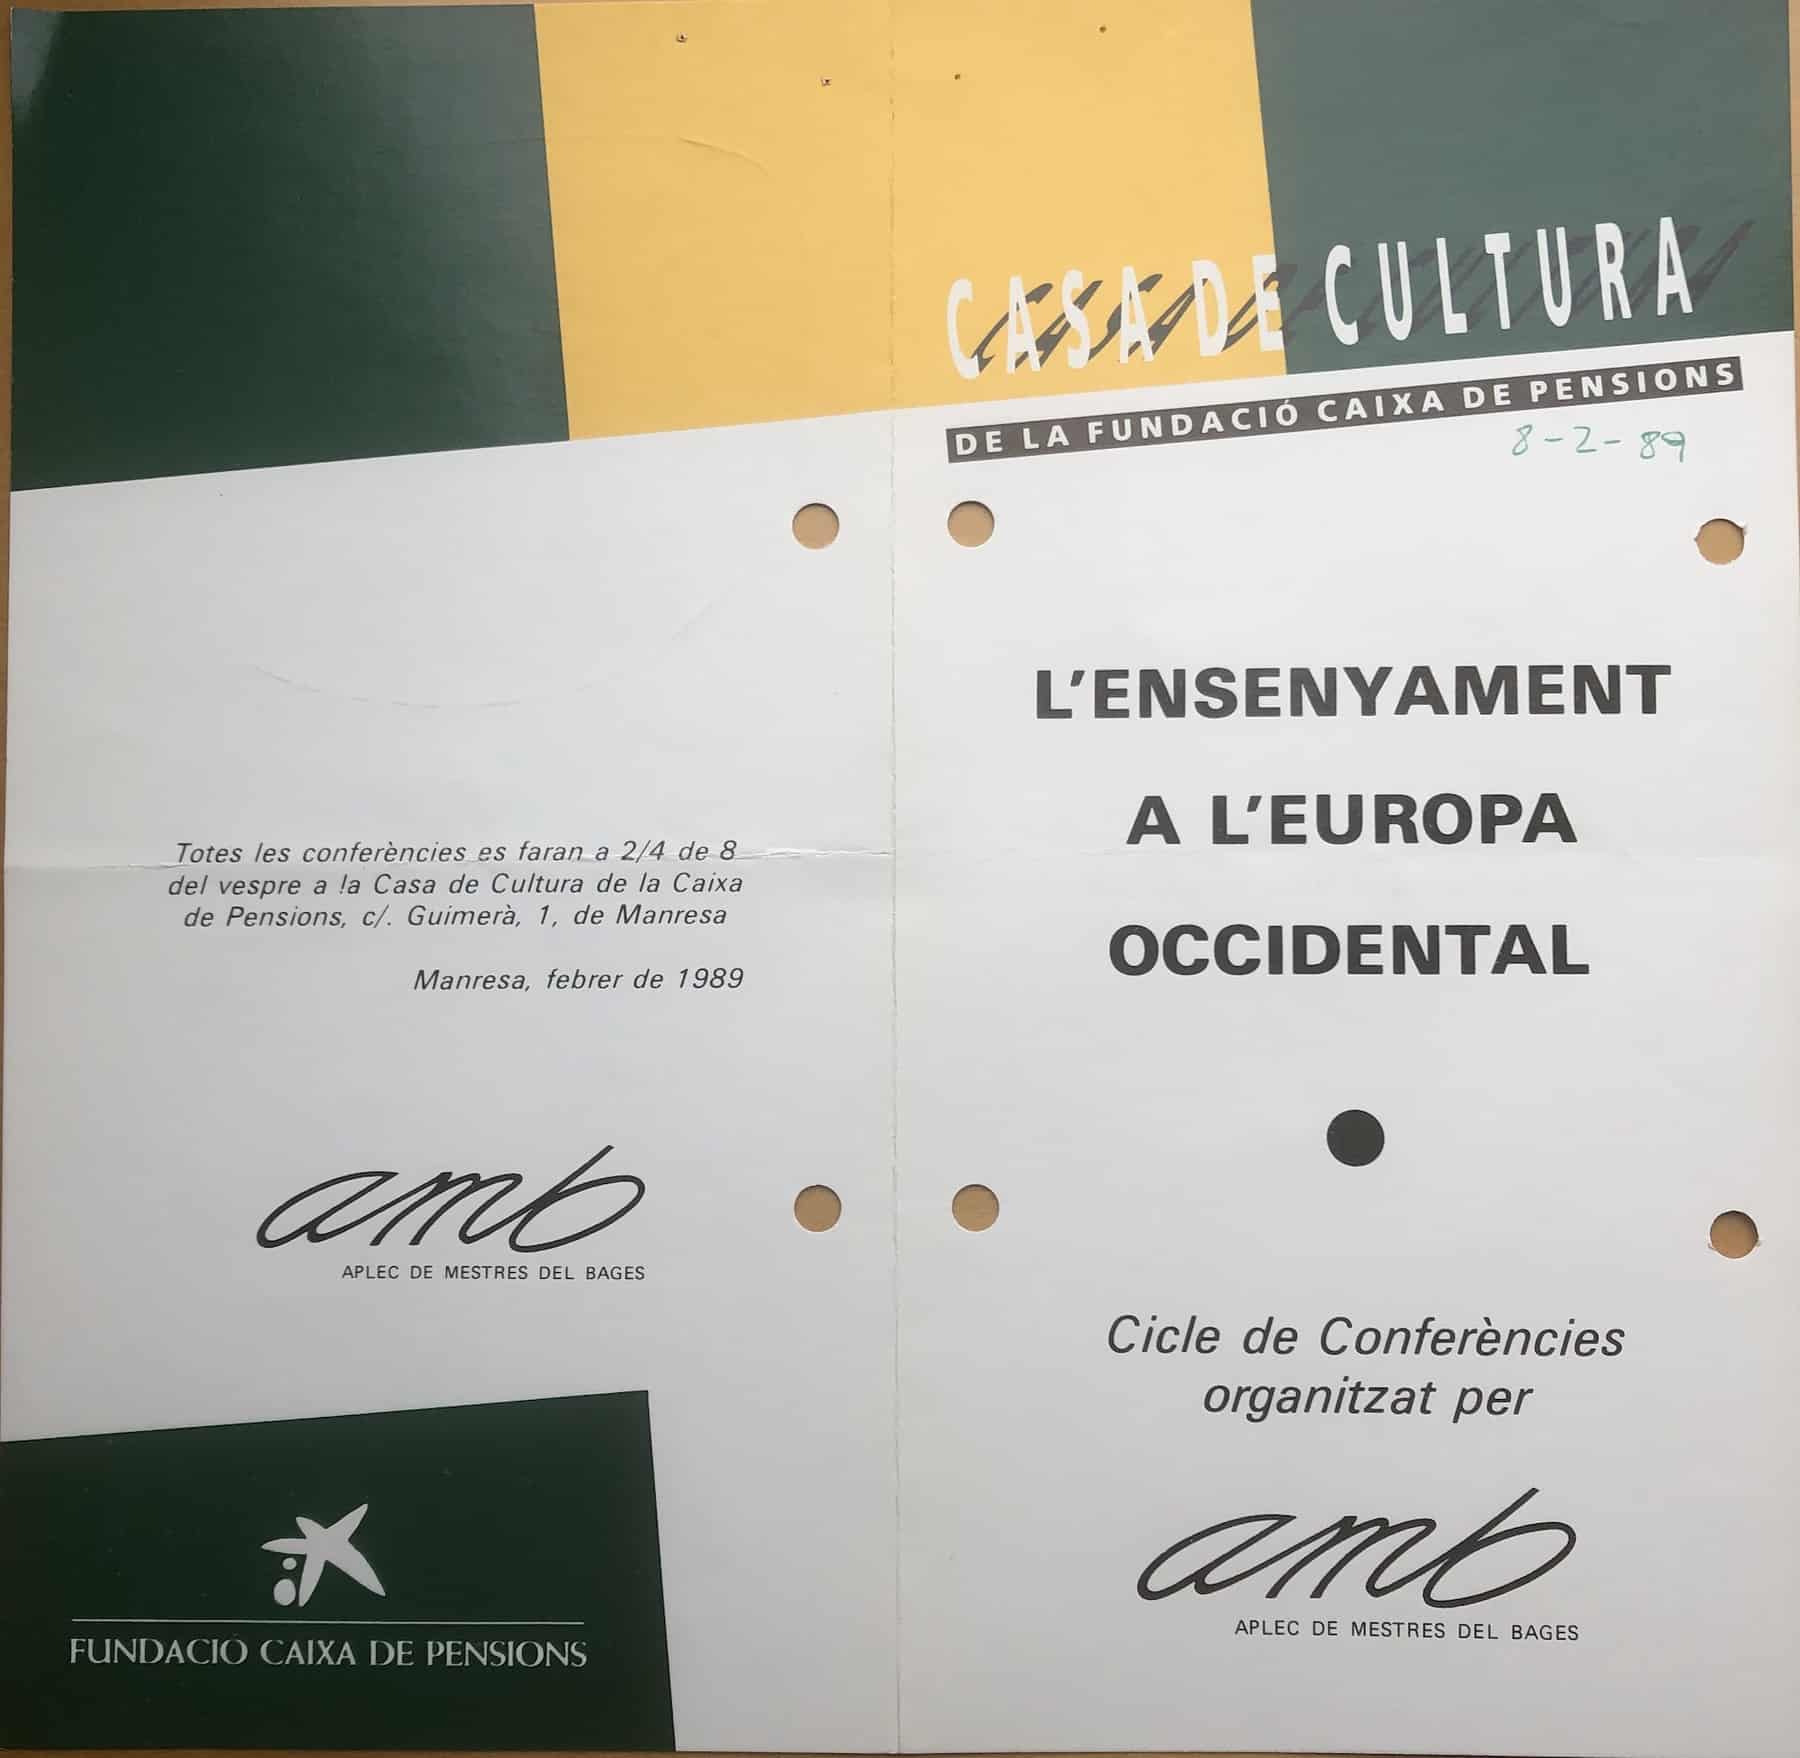 Totes les conferències es faran a 2/4 de 8
del vespre a la Casa de Cultura de la Caixa
de Pensions, c/. Guimerà, 1, de Manresa
Manresa, febrer de 1989
amb
APLEC DE MESTRES DEL BAGES
FUNDACIÓ CAIXA DE PENSIONS
CASA DE CULTURA
DE LA FUNDACIÓ CAIXA DE PENSIONS
8-2-89
L'ENSENYAMENT
A L'EUROPA
OCCIDENTAL
Cicle de Conferències
organitzat per
amb
APLEC DE MESTRES DEL BAGES